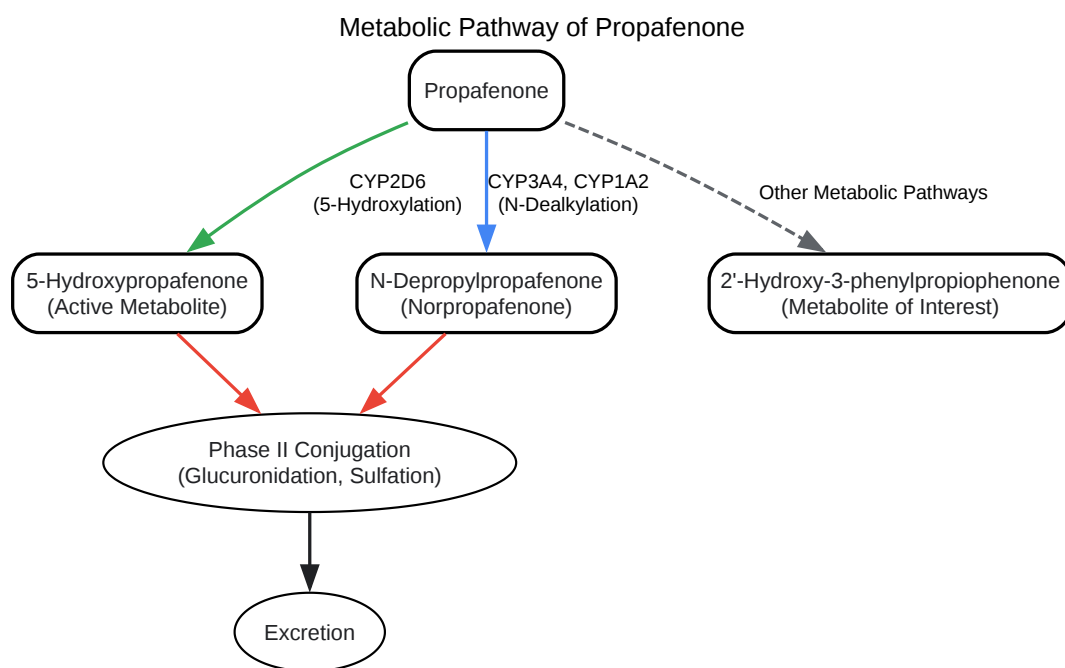 Metabolic Pathway of Propafenone
Propafenone
CYP2D6
(5-Hydroxylation)
CYP3A4, CYP1A2
(N-Dealkylation)
Other Metabolic Pathways
5-Hydroxypropafenone
(Active Metabolite)
N-Depropylpropafenone
(Norpropafenone)
2'-Hydroxy-3-phenylpropiophenone
(Metabolite of Interest)
Phase II Conjugation
(Glucuronidation, Sulfation)
Excretion